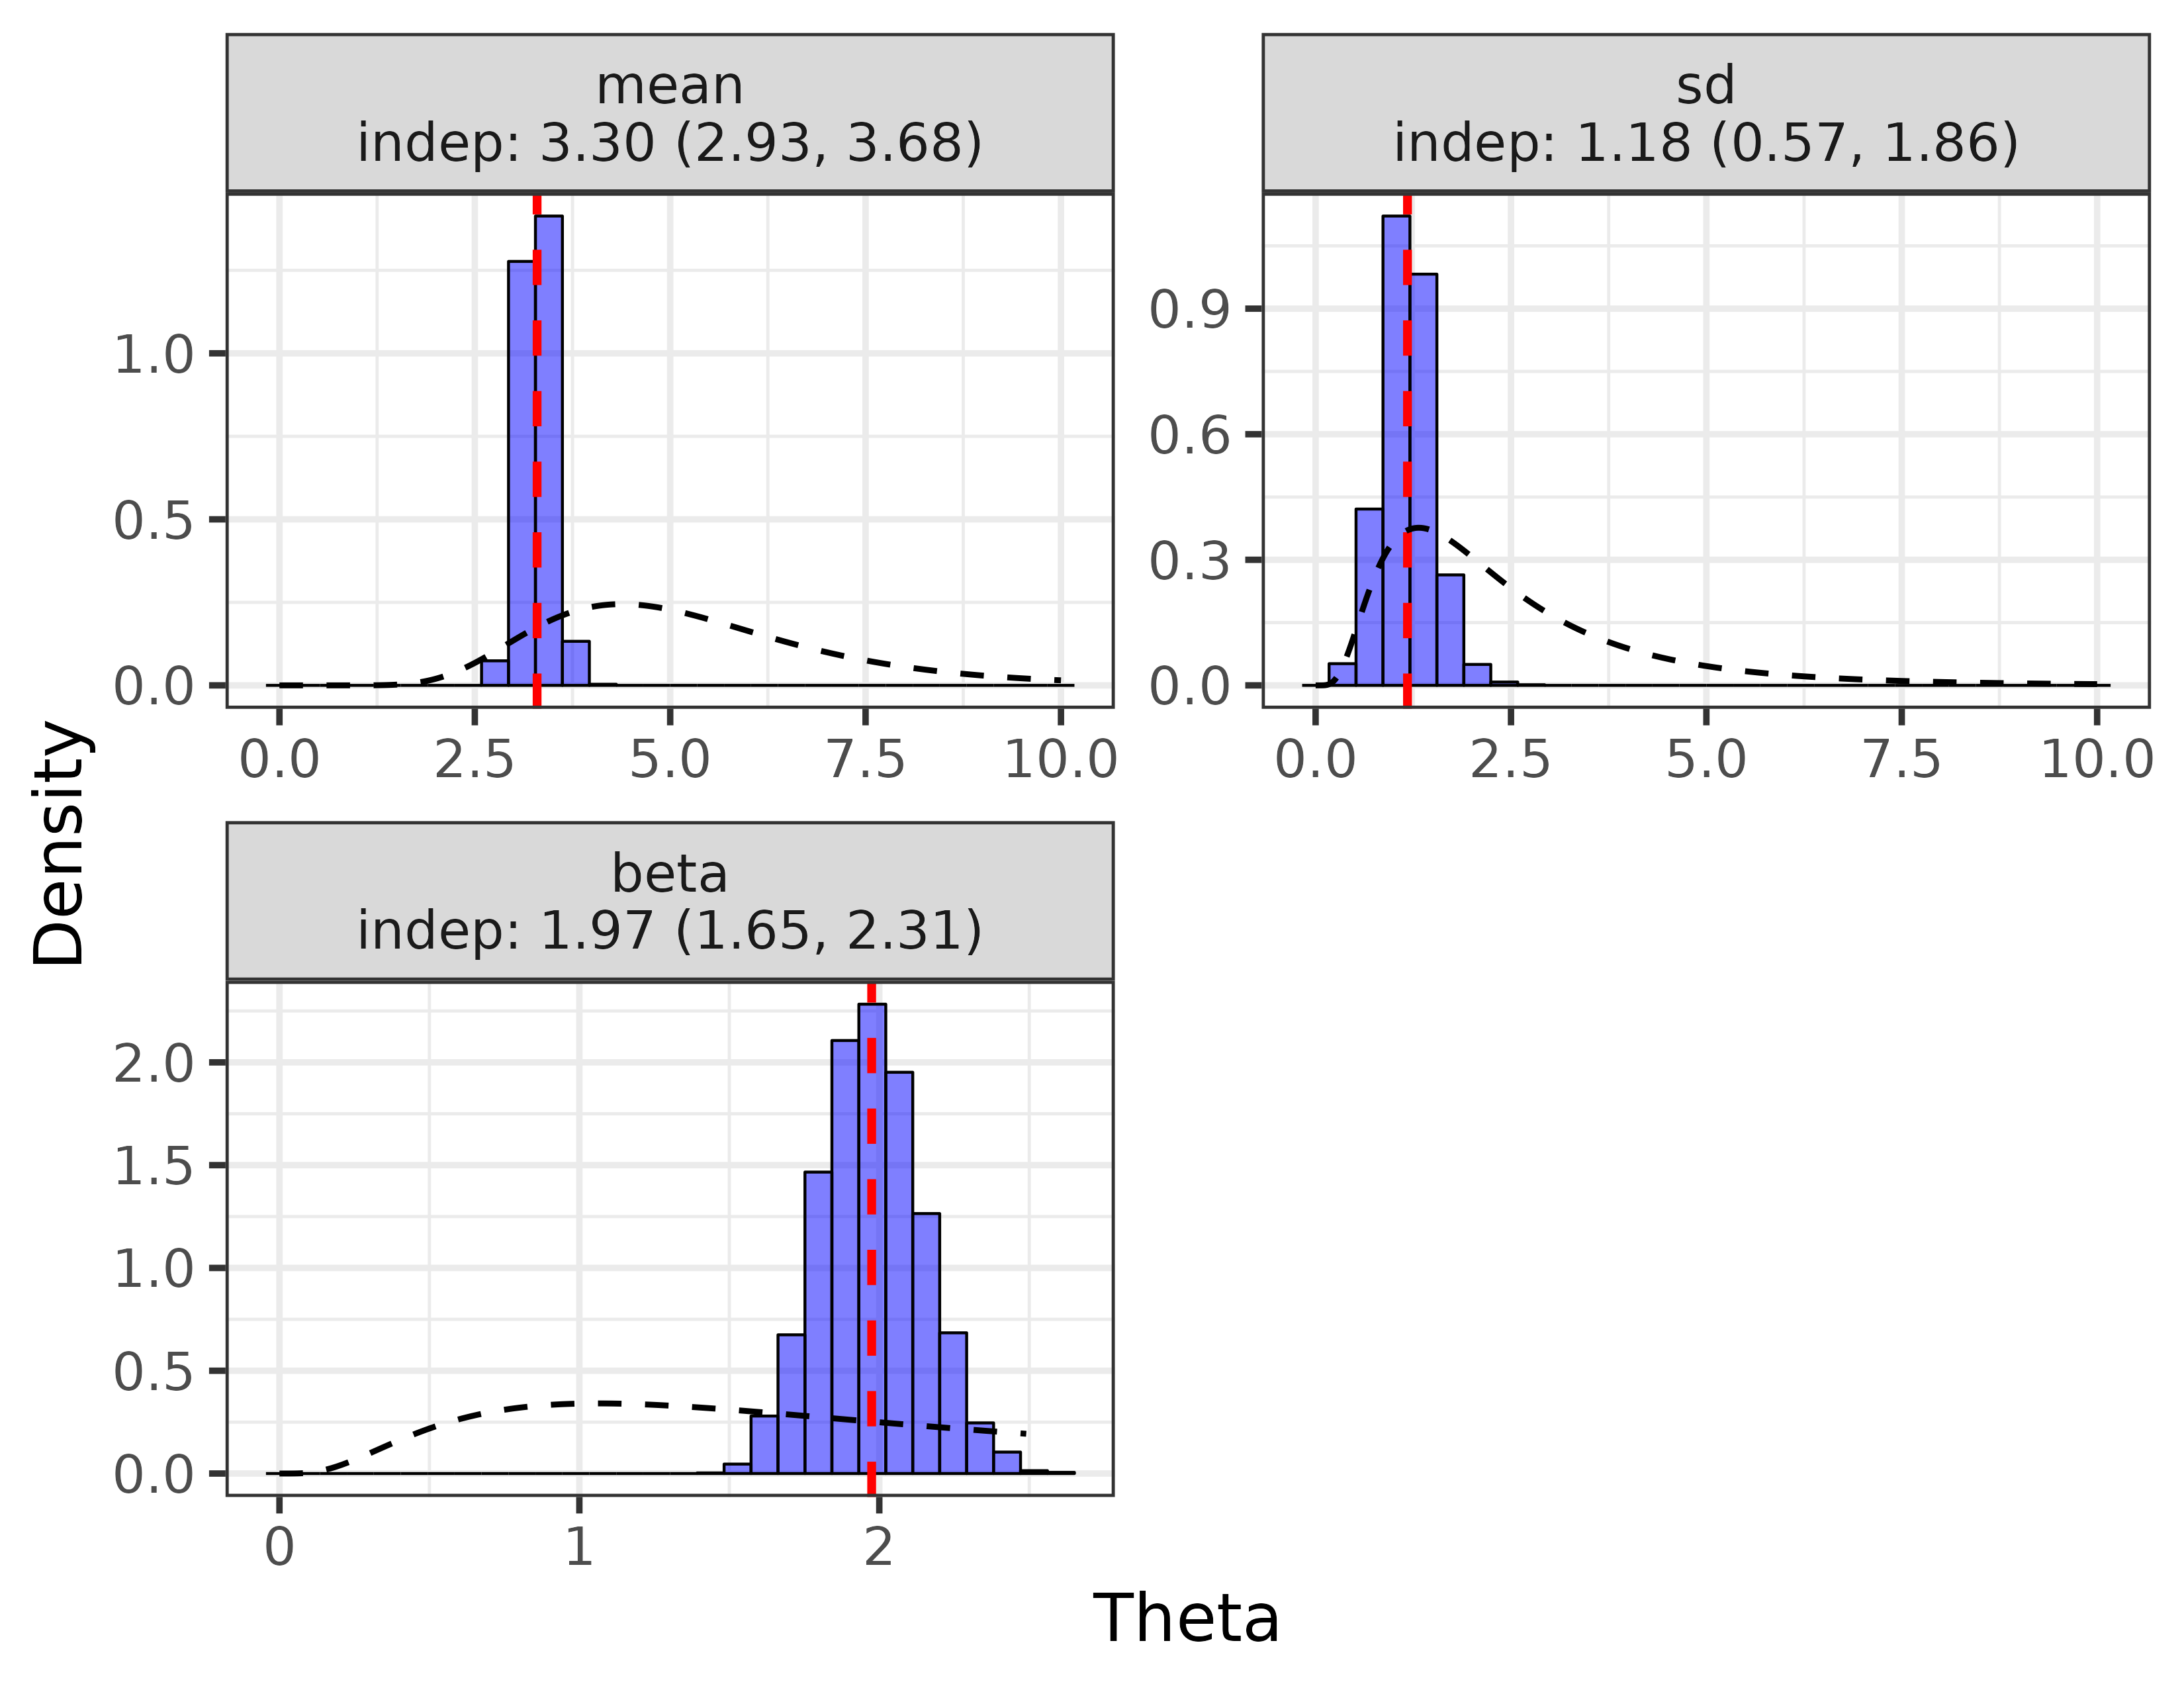 mean
indep: 3.30 (2.93, 3.68)
sd
indep: 1.18 (0.57, 1.86)
1.0
0.5
0.0
0.9
0.6
0.3
0.0
0.0 2.5 5.0 7.5 10.0
0.0 2.5 5.0 7.5 10.0
Density
beta
indep: 1.97 (1.65, 2.31)
2.0
1.5
1.0
0.5
0.0
0 1 2
Theta